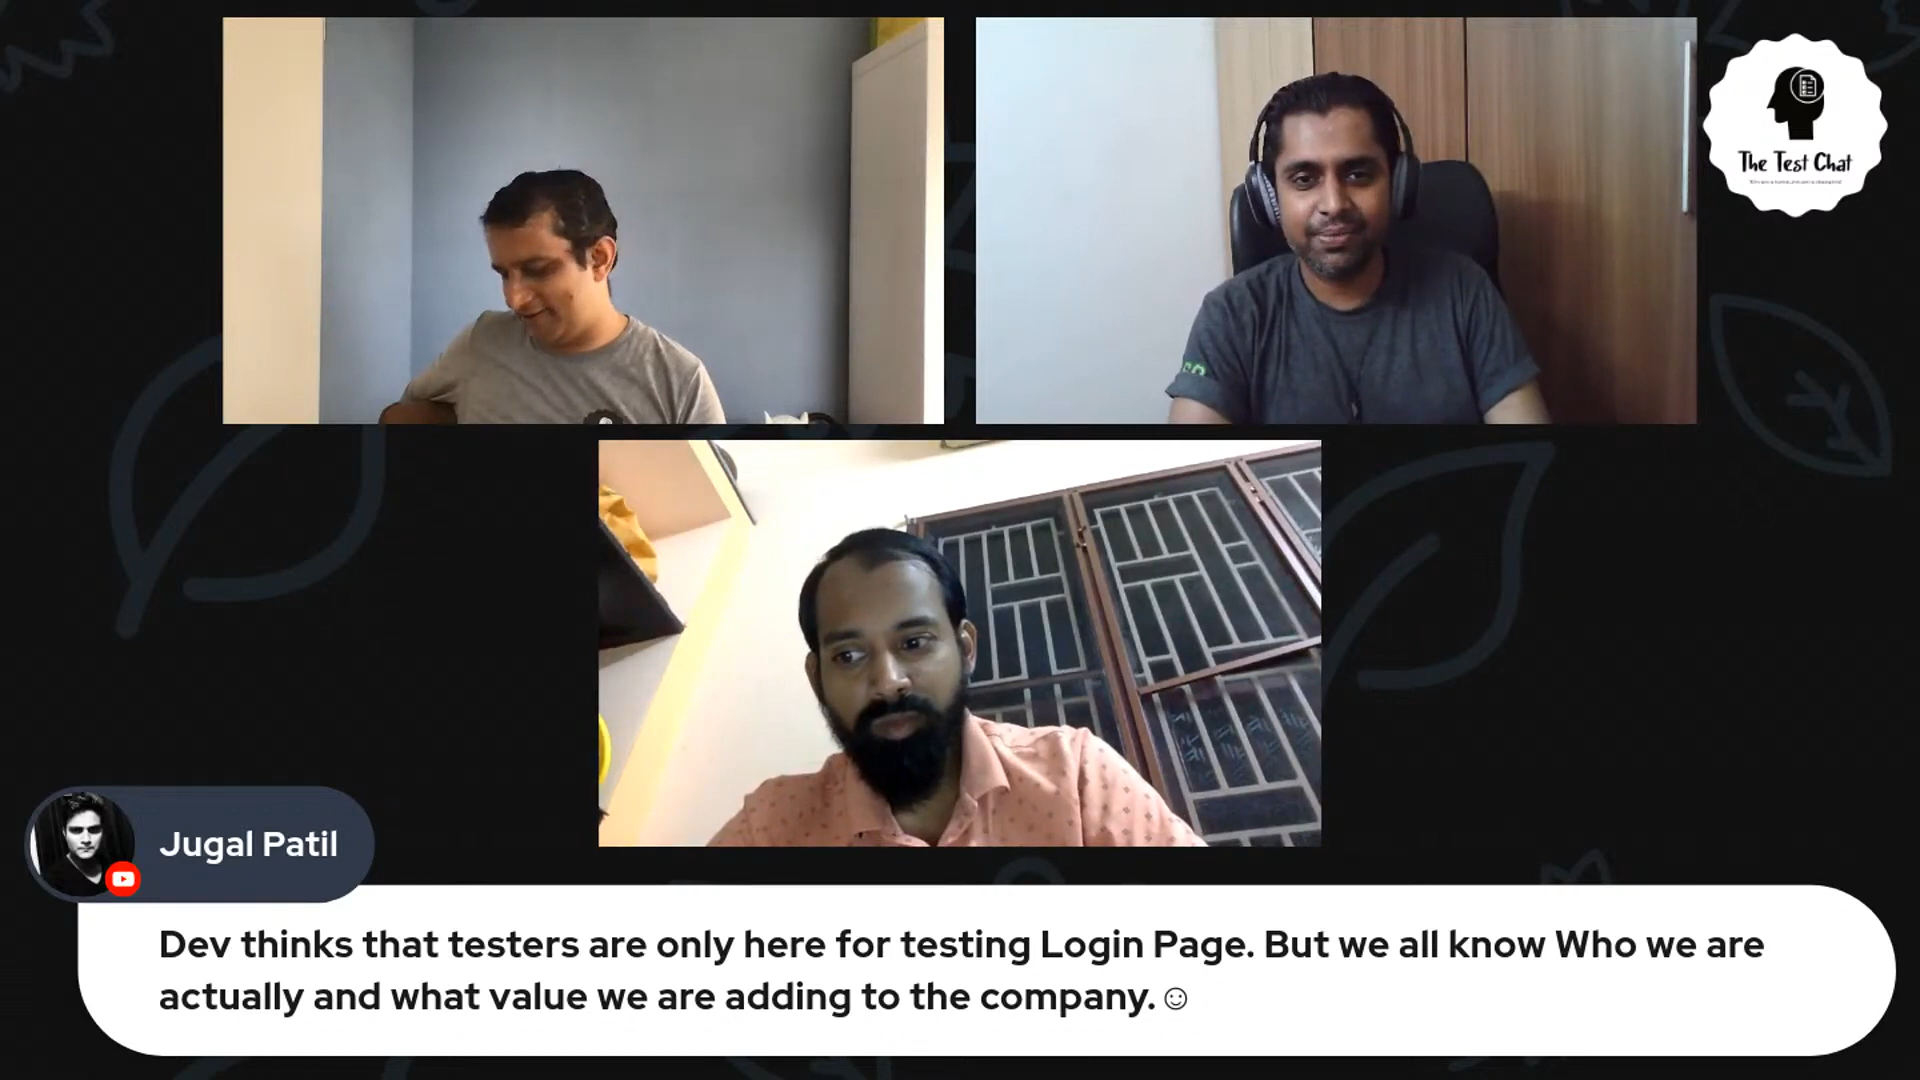 The Test Chat
Jugal Patil
Dev thinks that testers are only here for testing Login Page. But we all know Who we are
actually and what value we are adding to the company.☺